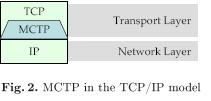 TCP
Transport Layer
MCTP
IP
Network Layer
Fig. 2. MCTP in the TCP/IP model